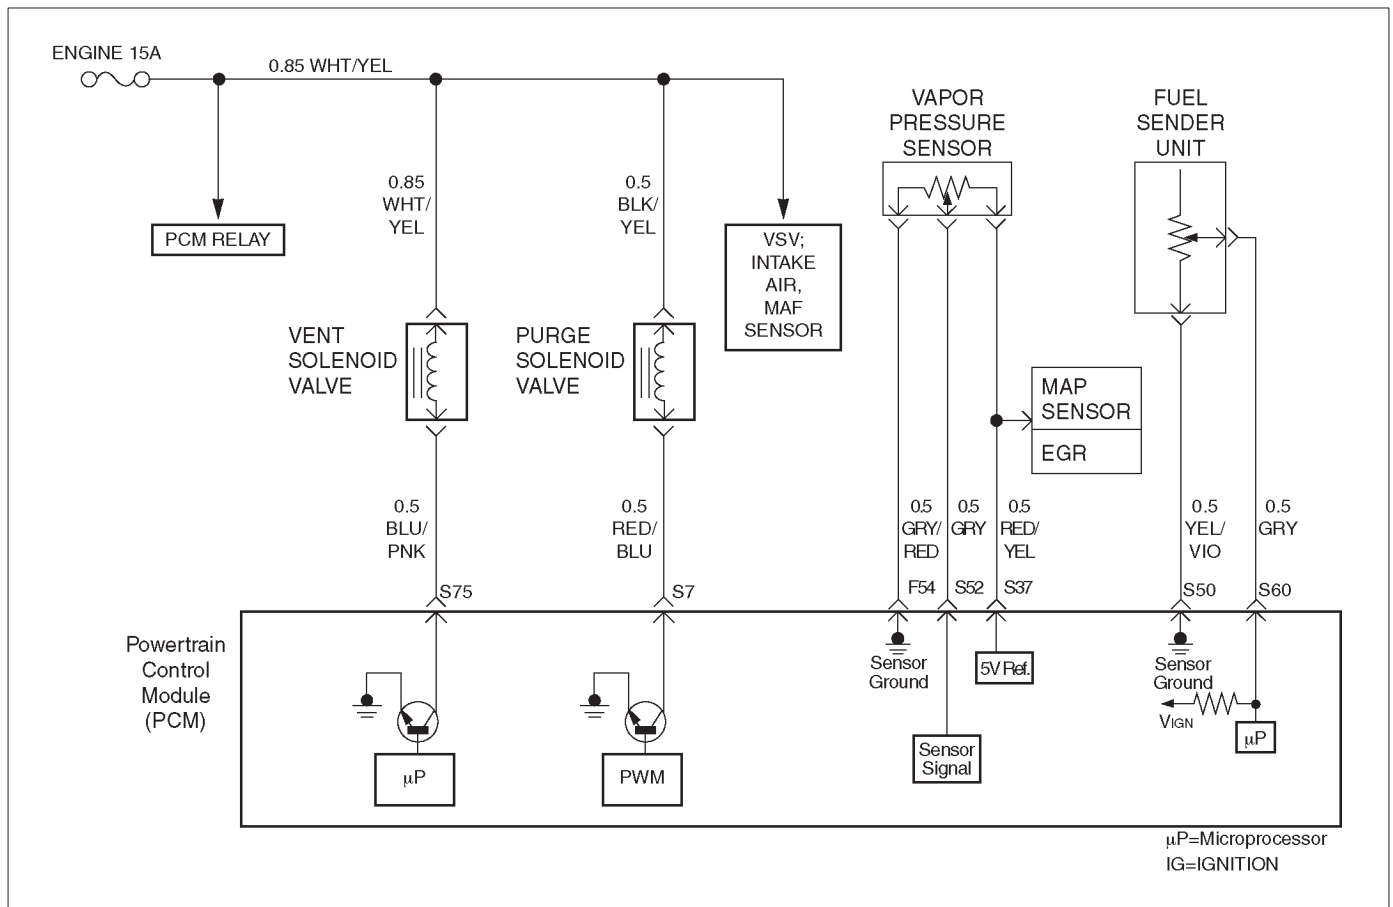 ENGINE 15A
0.85 WHT/YEL
VAPOR
PRESSURE
SENSOR
FUEL
SENDER
UNIT
0.85
WHT/
YEL
0.5
BLK/
YEL
PCM RELAY
VSV;
INTAKE
AIR,
MAF
SENSOR
VENT
SOLENOID
VALVE
PURGE
SOLENOID
VALVE
MAP
SENSOR
EGR
0.5
BLU/
PNK
0.5
RED/
BLU
0.5
GRY/
RED
0.5
GRY
0.5
RED/
YEL
0.5
YEL/
VIO
0.5
GRY
S75
S7
F54
S52
S37
S50
S60
Powertrain
Control
Module
(PCM)
Sensor
Ground
5V Ref.
Sensor
Ground
VIGN
μP
Sensor
Signal
μP
PWM
μP=Microprocessor
IG=IGNITION